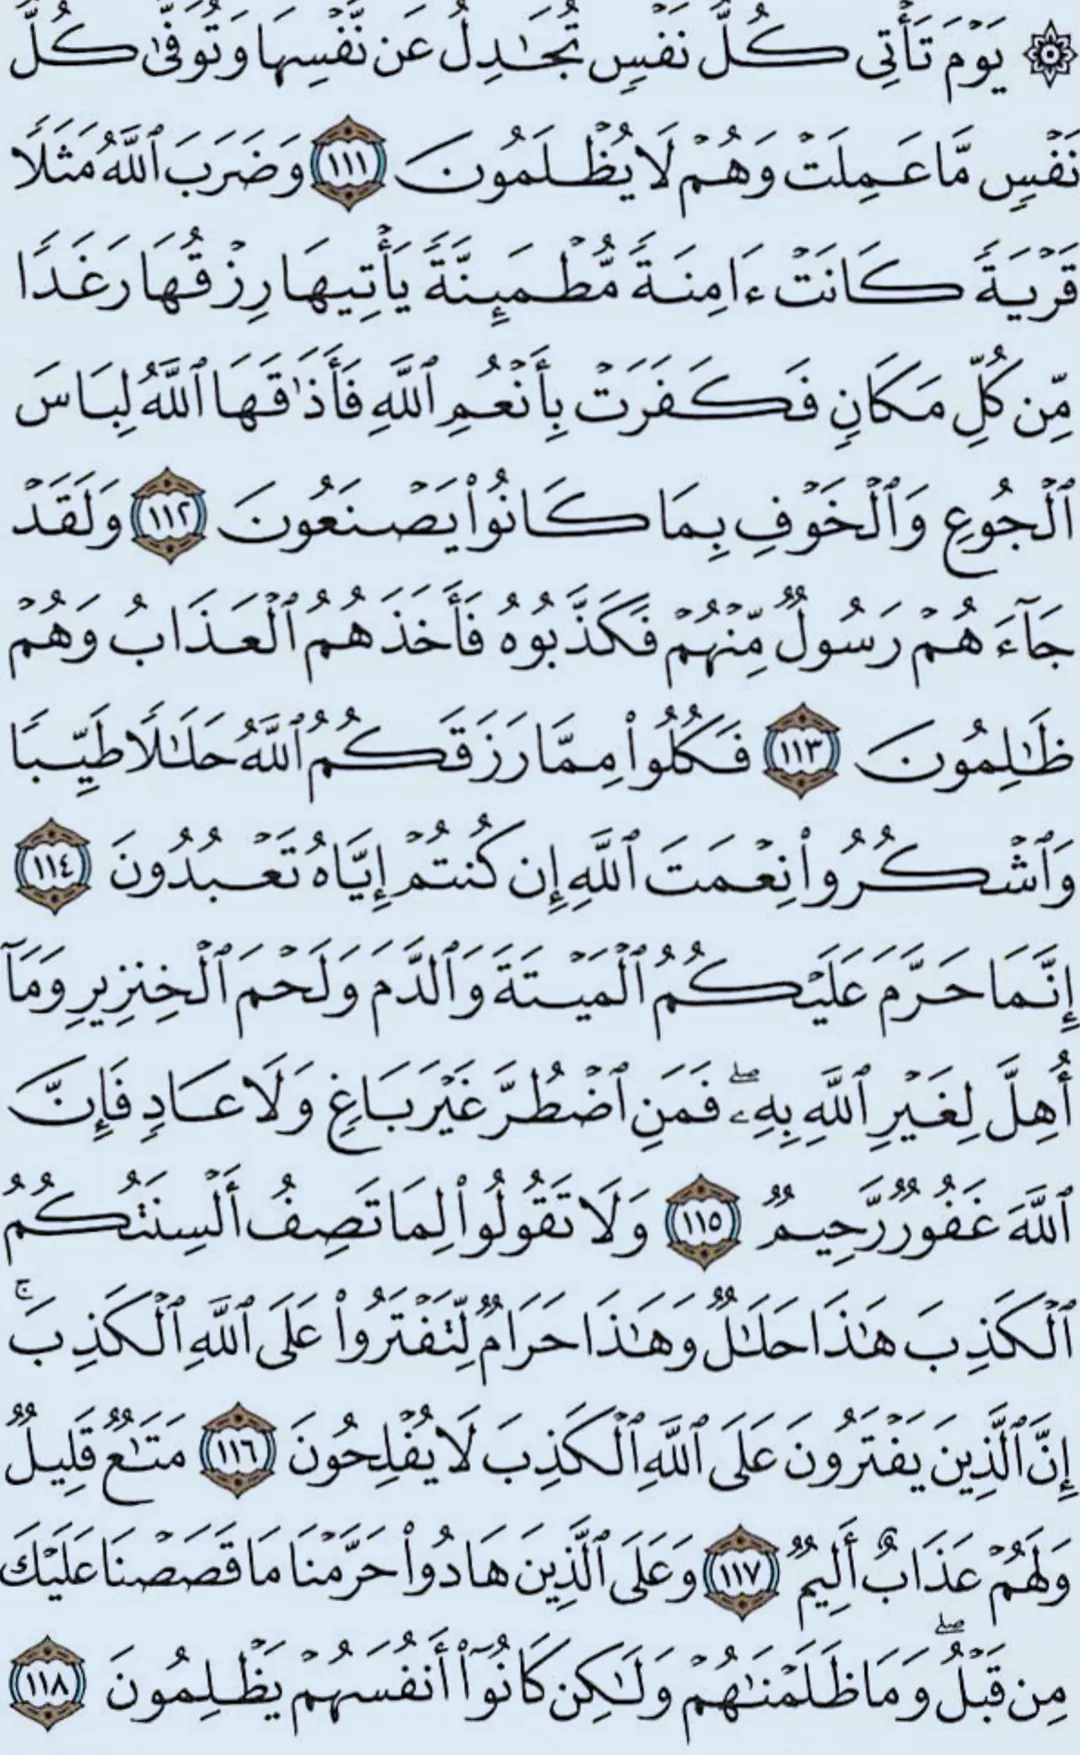 ۞ يَوْمَ تَأْتِي كُلُّ نَفْسٍ تُجَٰدِلُ عَن نَّفْسِهَا وَتُوَفَّىٰ كُلُّ
نَفْسٍ مَّا عَمِلَتْ وَهُمْ لَا يُظْلَمُونَ ١١١ وَضَرَبَ ٱللَّهُ مَثَلًا
قَرْيَةً كَانَتْ ءَامِنَةً مُّطْمَئِنَّةً يَأْتِيهَا رِزْقُهَا رَغَدًا
مِّن كُلِّ مَكَانٍ فَكَفَرَتْ بِأَنْعُمِ ٱللَّهِ فَأَذَٰقَهَا ٱللَّهُ لِبَاسَ
ٱلْجُوعِ وَٱلْخَوْفِ بِمَا كَانُوا۟ يَصْنَعُونَ ١١٢ وَلَقَدْ
جَآءَهُمْ رَسُولٌ مِّنْهُمْ فَكَذَّبُوهُ فَأَخَذَهُمُ ٱلْعَذَابُ وَهُمْ
ظَٰلِمُونَ ١١٣ فَكُلُوا۟ مِمَّا رَزَقَكُمُ ٱللَّهُ حَلَٰلًا طَيِّبًا
وَٱشْكُرُوا۟ نِعْمَتَ ٱللَّهِ إِن كُنتُمْ إِيَّاهُ تَعْبُدُونَ ١١٤
إِنَّمَا حَرَّمَ عَلَيْكُمُ ٱلْمَيْتَةَ وَٱلدَّمَ وَلَحْمَ ٱلْخِنزِيرِ وَمَآ
أُهِلَّ لِغَيْرِ ٱللَّهِ بِهِۦ ۖ فَمَنِ ٱضْطُرَّ غَيْرَ بَاغٍ وَلَا عَادٍ فَإِنَّ
ٱللَّهَ غَفُورٌ رَّحِيمٌ ١١٥ وَلَا تَقُولُوا۟ لِمَا تَصِفُ أَلْسِنَتُكُمُ
ٱلْكَذِبَ هَٰذَا حَلَٰلٌ وَهَٰذَا حَرَامٌ لِّتَفْتَرُوا۟ عَلَى ٱللَّهِ ٱلْكَذِبَ ۚ
إِنَّ ٱلَّذِينَ يَفْتَرُونَ عَلَى ٱللَّهِ ٱلْكَذِبَ لَا يُفْلِحُونَ ١١٦ مَتَٰعٌ قَلِيلٌ
وَلَهُمْ عَذَابٌ أَلِيمٌ ١١٧ وَعَلَى ٱلَّذِينَ هَادُوا۟ حَرَّمْنَا مَا قَصَصْنَا عَلَيْكَ
مِن قَبْلُ ۖ وَمَا ظَلَمْنَٰهُمْ وَلَٰكِن كَانُوٓا۟ أَنفُسَهُمْ يَظْلِمُونَ ١١٨